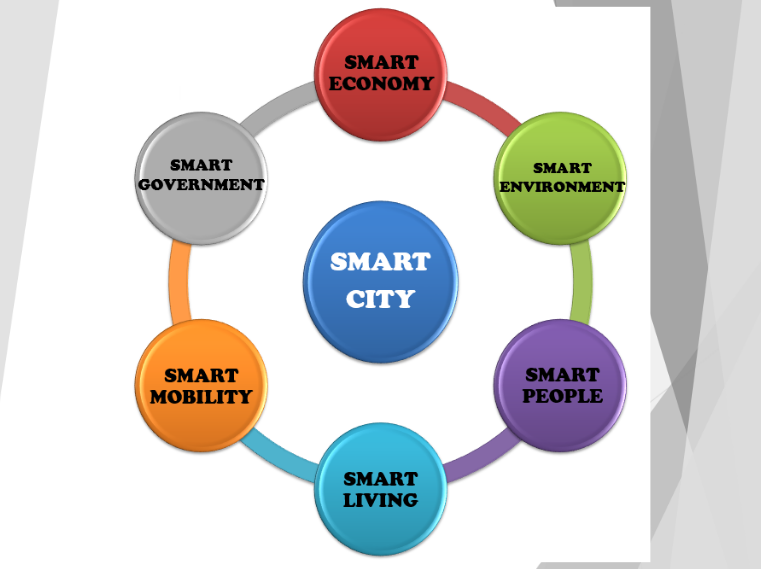 SMART
ECONOMY
SMART
GOVERNMENT
SMART
ENVIRONMENT
SMART
CITY
SMART
MOBILITY
SMART
PEOPLE
SMART
LIVING